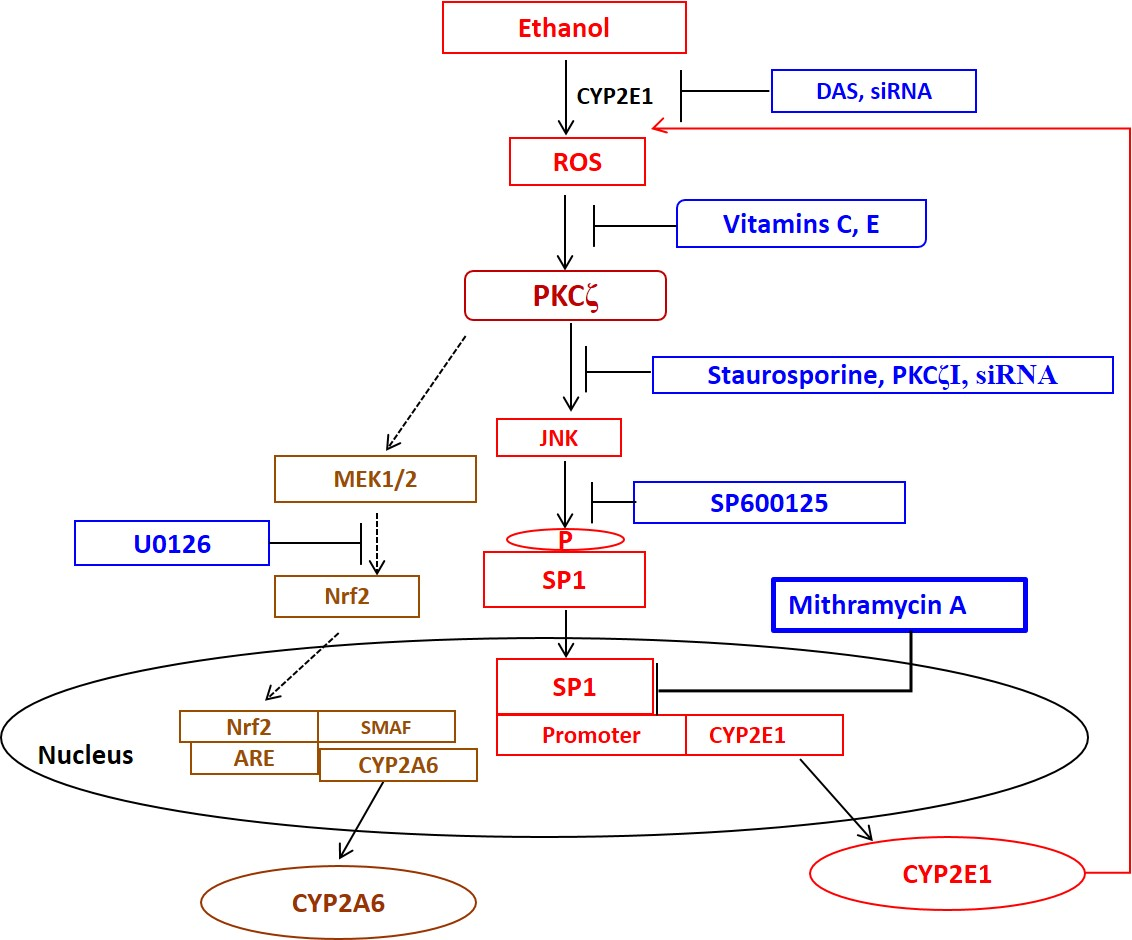 Ethanol
CYP2E1
DAS, siRNA
ROS
Vitamins C, E
PKCζ
Staurosporine, PKCζI, siRNA
JNK
MEK1/2
SP600125
U0126
P
SP1
Nrf2
Mithramycin A
SP1
Nrf2
SMAF
Promoter
CYP2E1
Nucleus
ARE
CYP2A6
CYP2E1
CYP2A6